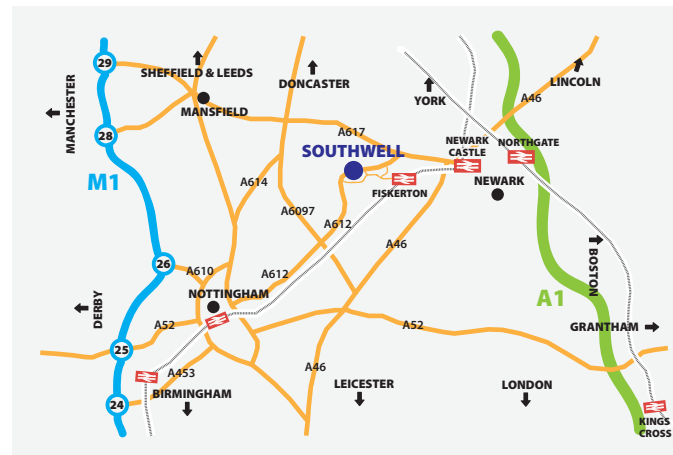 29
SHEFFIELD & LEEDS
DONCASTER
LINCOLN
MANCHESTER
YORK
A46
MANSFIELD
28
A617
NEWARK
CASTLE
NORTHGATE
SOUTHWELL
M1
A614
FISKERTON
NEWARK
A6097
A612
A46
26
A610
A612
BOSTON
NOTTINGHAM
A1
DERBY
A52
A52
GRANTHAM
25
A453
A46
BIRMINGHAM
LEICESTER
LONDON
24
KINGS
CROSS